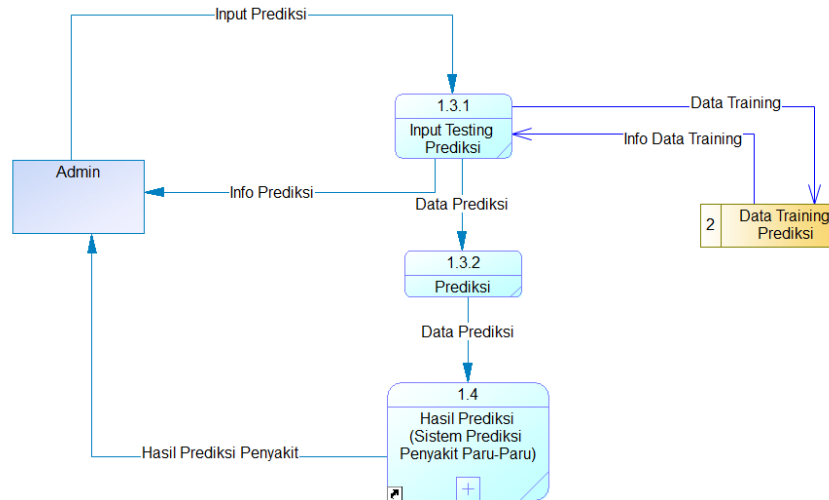 Input Prediksi
1.3.1
Input Testing
Prediksi
Data Training
Info Data Training
Admin
Info Prediksi
Data Prediksi
2
Data Training
Prediksi
1.3.2
Prediksi
Data Prediksi
1.4
Hasil Prediksi
(Sistem Prediksi
Penyakit Paru-Paru)
Hasil Prediksi Penyakit